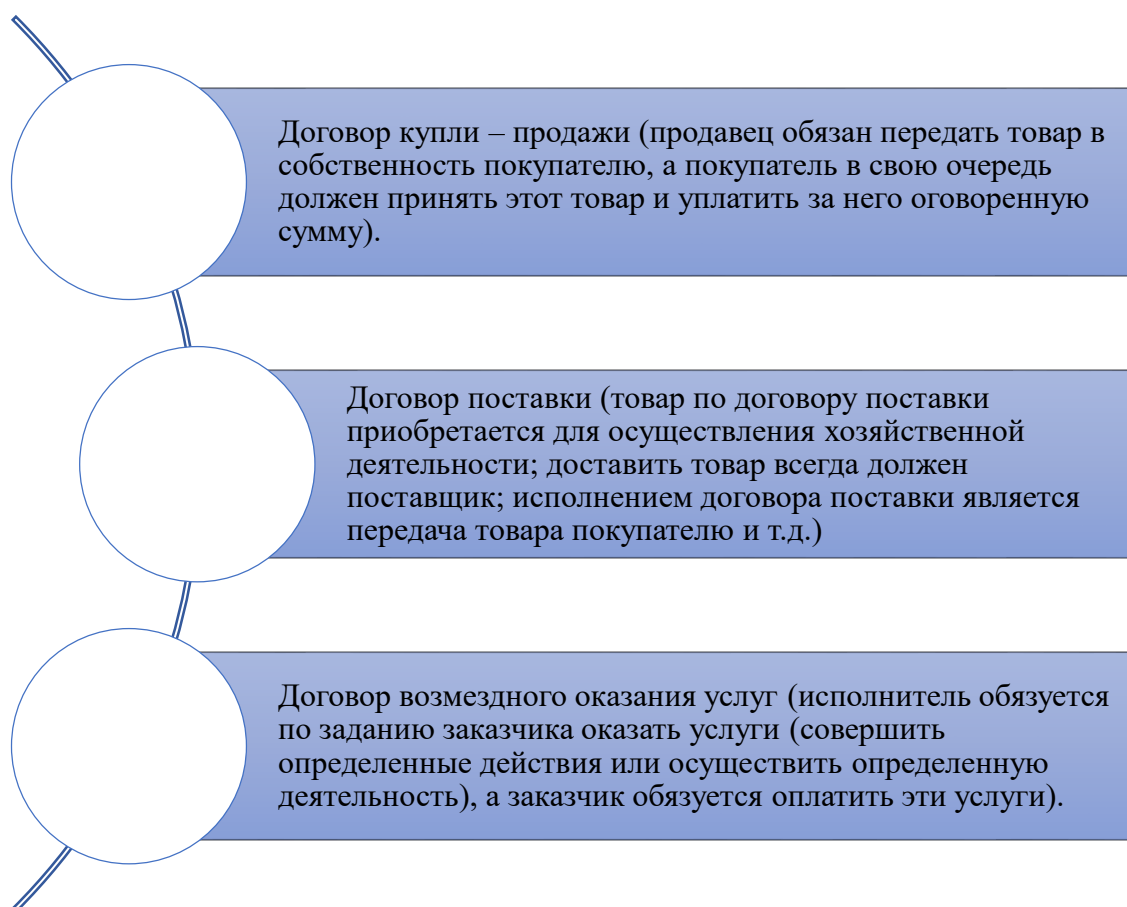 Договор купли – продажи (продавец обязан передать товар в
собственность покупателю, а покупатель в свою очередь
должен принять этот товар и уплатить за него оговоренную
сумму).
Договор поставки (товар по договору поставки
приобретается для осуществления хозяйственной
деятельности; доставить товар всегда должен
поставщик; исполнением договора поставки является
передача товара покупателю и т.д.)
Договор возмездного оказания услуг (исполнитель обязуется
по заданию заказчика оказать услуги (совершить
определенные действия или осуществить определенную
деятельность), а заказчик обязуется оплатить эти услуги).